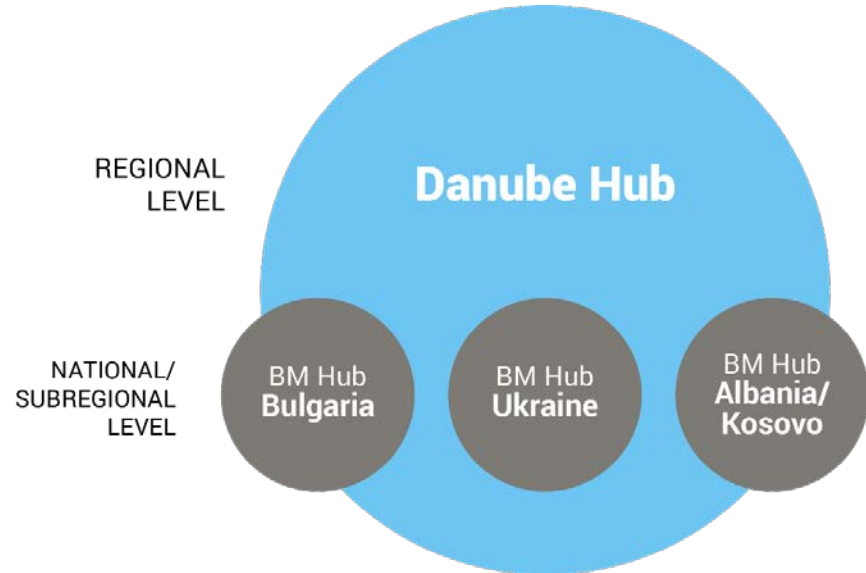 REGIONAL
LEVEL
Danube Hub
NATIONAL/
SUBREGIONAL
LEVEL
BM Hub
Bulgaria
BM Hub
Ukraine
BM Hub
Albania/
Kosovo